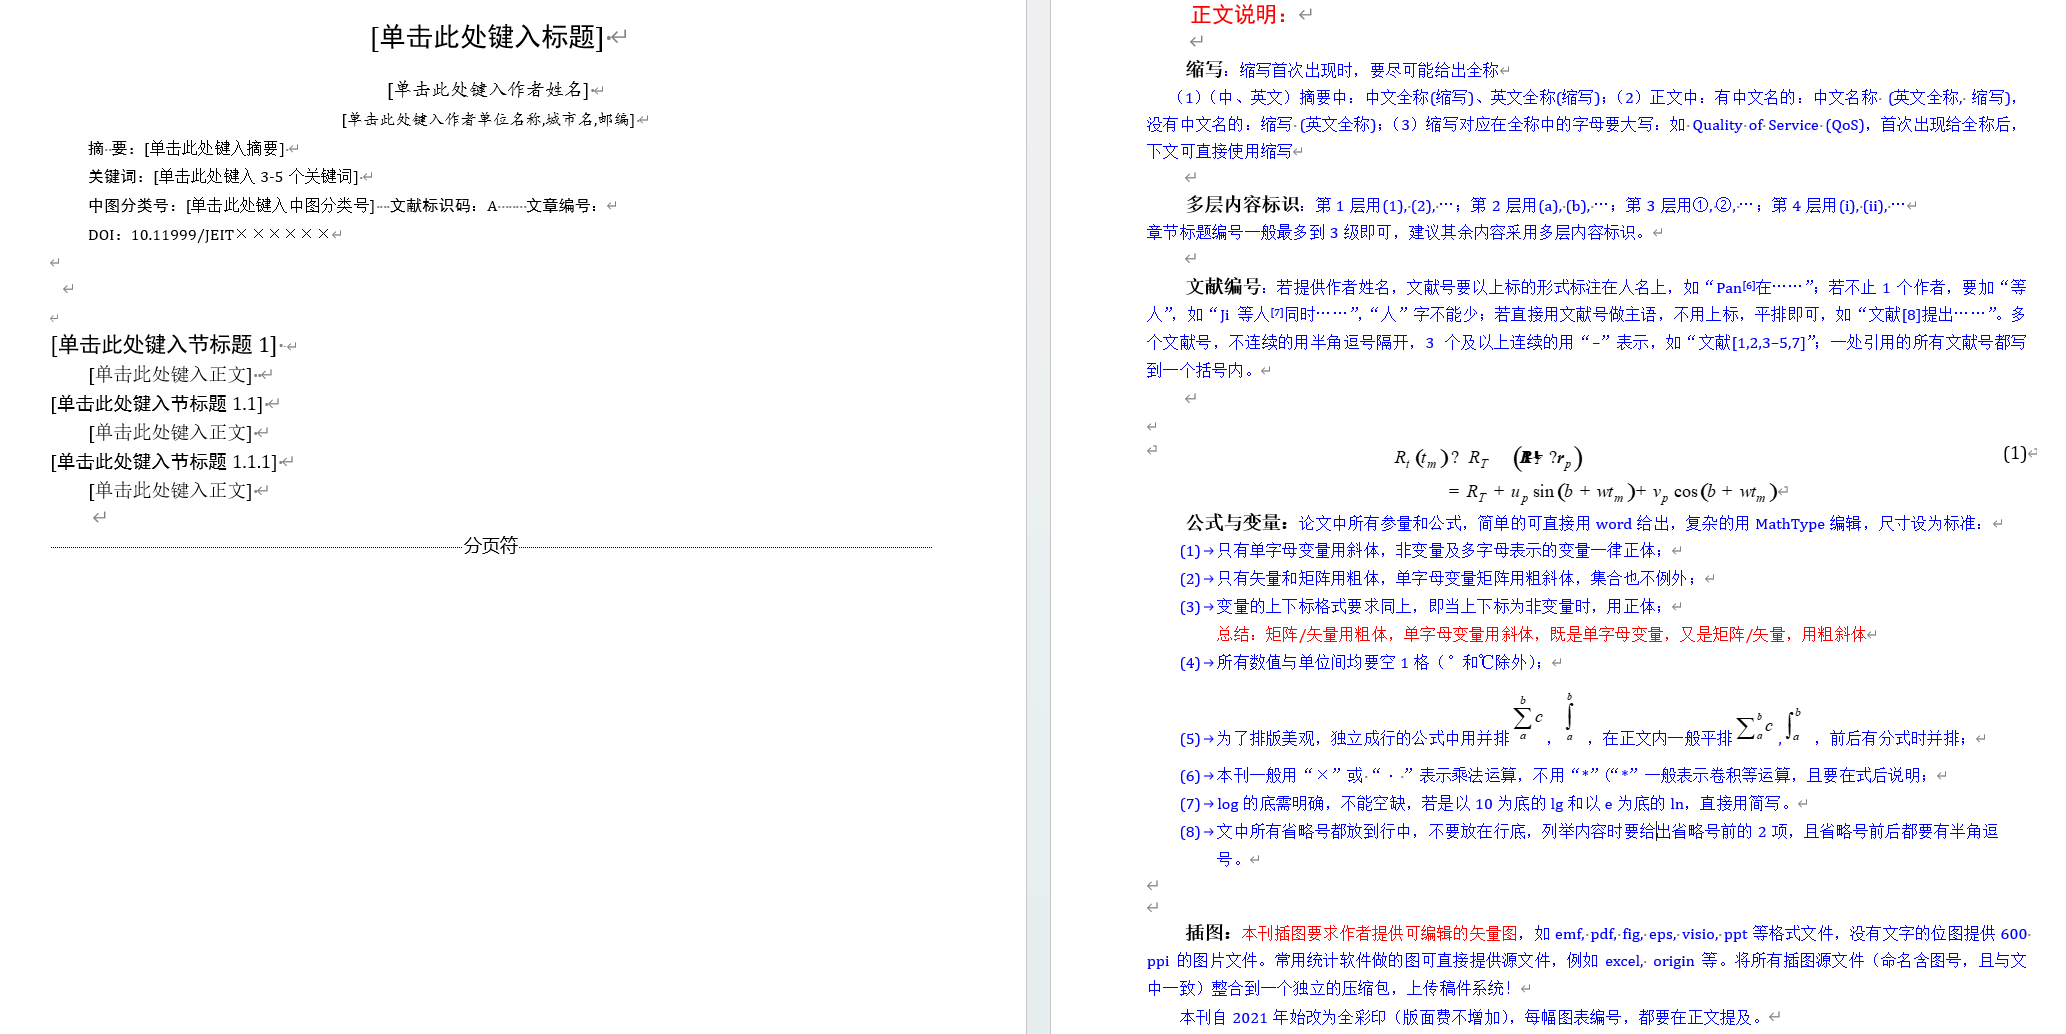 [单击此处键入标题]
[单击此处键入作者姓名]
[单击此处键入作者单位名称,城市名,邮编]
摘 要：[单击此处键入摘要]
关键词：[单击此处键入 3-5 个关键词]
中图分类号：[单击此处键入中图分类号] 文献标识码：A 文章编号：
DOI：10.11999/JEIT××××××
[单击此处键入节标题 1]
[单击此处键入正文]
[单击此处键入节标题 1.1]
[单击此处键入正文]
[单击此处键入节标题 1.1.1]
[单击此处键入正文]
分页符
正文说明：
缩写：缩写首次出现时，要尽可能给出全称
（1）（中、英文）摘要中：中文全称(缩写)、英文全称(缩写)；（2）正文中：有中文名的：中文名称 (英文全称, 缩写)，
没有中文名的：缩写 (英文全称)；（3）缩写对应在全称中的字母要大写：如 Quality of Service (QoS)，首次出现给全称后，
下文可直接使用缩写
多层内容标识：第 1 层用(1), (2), …；第 2 层用(a), (b), …；第 3 层用①, ②, …；第 4 层用(i), (ii), …
章节标题编号一般最多到 3 级即可，建议其余内容采用多层内容标识。
文献编号：若提供作者姓名，文献号要以上标的形式标注在人名上，如“Pan[6]在……”；若不止 1 个作者，要加“等
人”，如“Ji 等人[7]同时……”，“人”字不能少；若直接用文献号做主语，不用上标，平排即可，如“文献[8]提出……”。多
个文献号，不连续的用半角逗号隔开，3 个及以上连续的用“–”表示，如“文献[1,2,3–5,7]”；一处引用的所有文献号都写
到一个括号内。
R_t (t_m) ? R_T ? r_p) (1)
= R_T + u_p sin(b + wt_m) + v_p cos(b + wt_m)
公式与变量：论文中所有参量和公式，简单的可直接用 word 给出，复杂的用 MathType 编辑，尺寸设为标准：
(1) 只有单字母变量用斜体，非变量及多字母表示的变量一律正体；
(2) 只有矢量和矩阵用粗体，单字母变量矩阵用粗斜体，集合也不例外；
(3) 变量的上下标格式要求同上，即当上下标为非变量时，用正体；
总结：矩阵/矢量用粗体，单字母变量用斜体，既是单字母变量，又是矩阵/矢量，用粗斜体
(4) 所有数值与单位间均要空 1 格（ ° 和℃除外）；
(5) 为了排版美观，独立成行的公式中用并排 ∑_a^b c ， ∫_a^b ，在正文内一般平排 ∑_a^b c , ∫_a^b ，前后有分式时并排；
(6) 本刊一般用“×”或“ · ”表示乘法运算，不用“*”（“*”一般表示卷积等运算，且要在式后说明；
(7) log 的底需明确，不能空缺，若是以 10 为底的 lg 和以 e 为底的 ln，直接用简写。
(8) 文中所有省略号都放到行中，不要放在行底，列举内容时要给出省略号前的 2 项，且省略号前后都要有半角逗
号。
插图：本刊插图要求作者提供可编辑的矢量图，如 emf, pdf, fig, eps, visio, ppt 等格式文件，没有文字的位图提供 600
ppi 的图片文件。常用统计软件做的图可直接提供源文件，例如 excel, origin 等。将所有插图源文件（命名含图号，且与文
中一致）整合到一个独立的压缩包，上传稿件系统！
本刊自 2021 年始改为全彩印（版面费不增加），每幅图表编号，都要在正文提及。